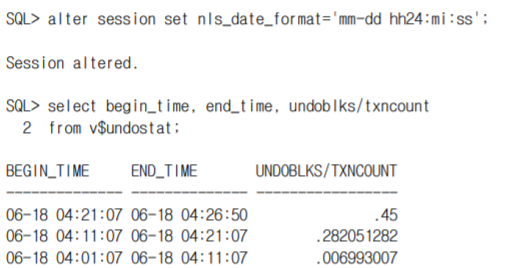 SQL> alter session set nls_date_format='mm-dd hh24:mi:ss';
Session altered.
SQL> select begin_time, end_time, undoblks/txncount
2 from v$undostat;
BEGIN_TIME END_TIME UNDOBLKS/TXNCOUNT
-------------- -------------- -----------------
06-18 04:21:07 06-18 04:26:50 .45
06-18 04:11:07 06-18 04:21:07 .282051282
06-18 04:01:07 06-18 04:11:07 .006993007